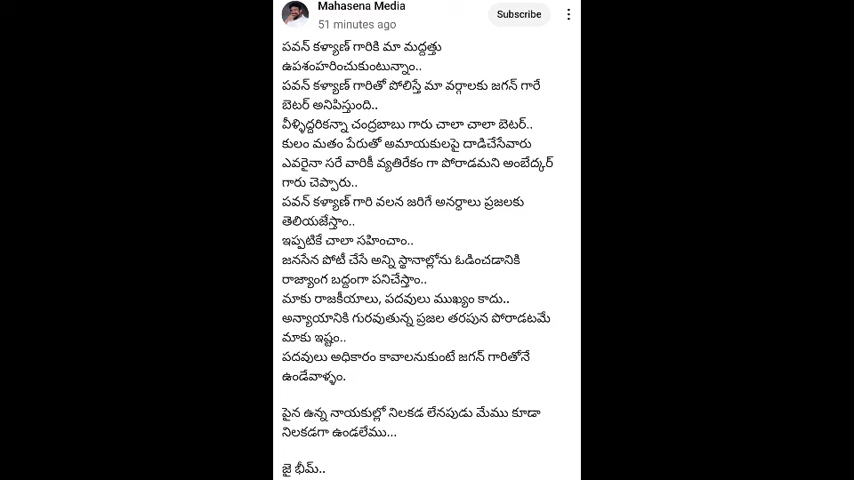 Mahasena Media
51 minutes ago
Subscribe
పవన్ కళ్యాణ్ గారికి మా మద్దత్తు
ఉపశంహరించుకుంటున్నాం..
పవన్ కళ్యాణ్ గారితో పోలిస్తే మా వర్గాలకు జగన్ గారే
బెటర్ అనిపిస్తుంది..
వీళ్ళిద్దరికన్నా చంద్రబాబు గారు చాలా చాలా బెటర్..
కులం మతం పేరుతో అమాయకులపై దాడిచేసేవారు
ఎవరైనా సరే వారికి వ్యతిరేకం గా పోరాడమని అంబేద్కర్
గారు చెప్పారు..
పవన్ కళ్యాణ్ గారి వలన జరిగే అనర్ధాలు ప్రజలకు
తెలియజేస్తాం..
ఇప్పటికే చాలా సహించాం..
జనసేన పోటీ చేసే అన్ని స్థానాల్లోను ఓడించడానికి
రాజ్యాంగ బద్దంగా పనిచేస్తాం..
మాకు రాజకీయాలు, పదవులు ముఖ్యం కాదు..
అన్యాయానికి గురవుతున్న ప్రజల తరపున పోరాడటమే
మాకు ఇష్టం..
పదవులు అధికారం కావాలనుకుంటే జగన్ గారితోనే
ఉండేవాళ్ళం.
పైన ఉన్న నాయకుల్లో నిలకడ లేనపుడు మేము కూడా
నిలకడగా ఉండలేము...
జై భీమ్..